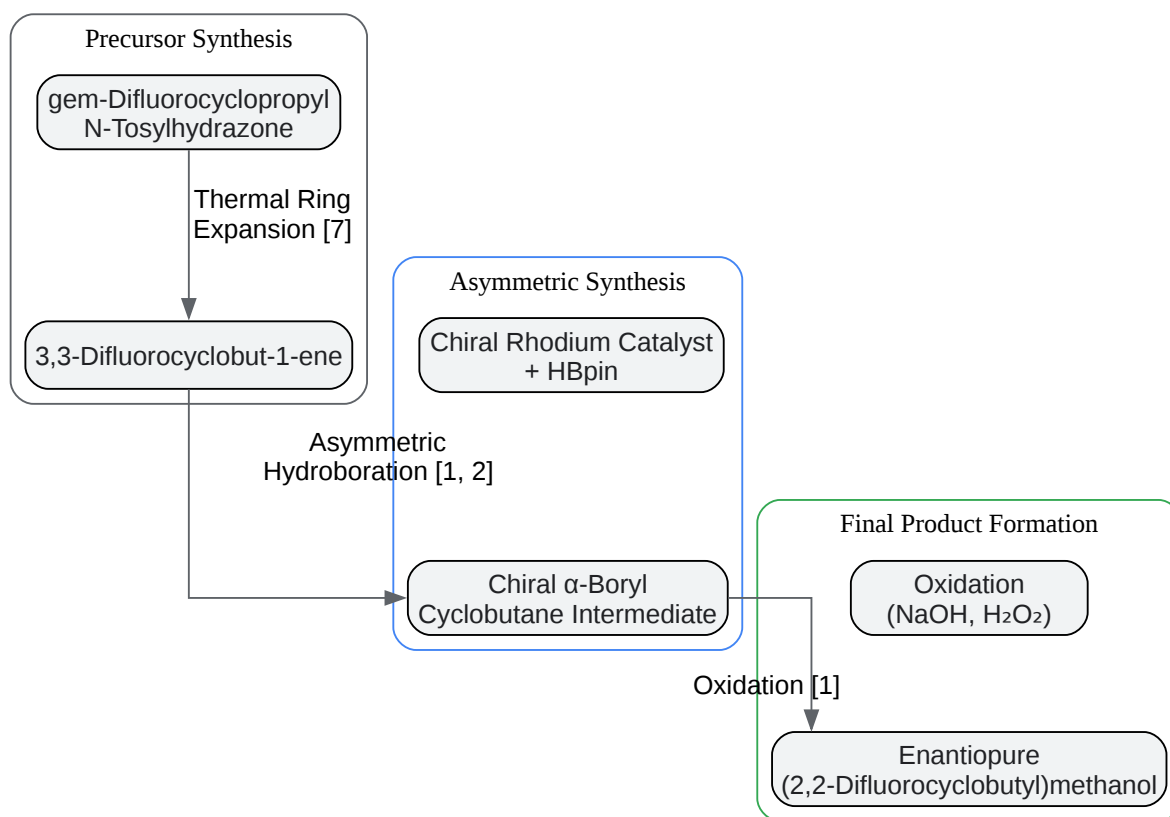 Precursor Synthesis
gem-Difluorocyclopropyl
N-Tosylhydrazone
Thermal Ring
Expansion [7]
3,3-Difluorocyclobut-1-ene
Asymmetric Synthesis
Chiral Rhodium Catalyst
+ HBpin
Asymmetric
Hydroboration [1, 2]
Chiral α-Boryl
Cyclobutane Intermediate
Final Product Formation
Oxidation
(NaOH, H₂O₂)
Oxidation [1]
Enantiopure
(2,2-Difluorocyclobutyl)methanol